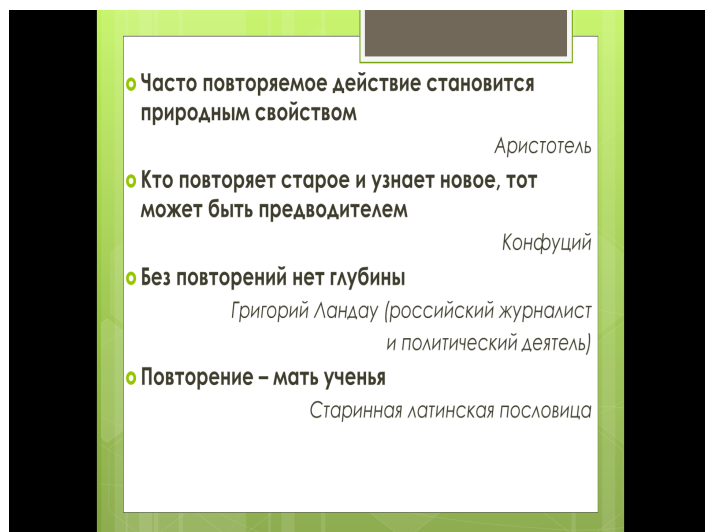 Часто повторяемое действие становится
природным свойством
Аристотель
Кто повторяет старое и узнает новое, тот
может быть предводителем
Конфуций
Без повторений нет глубины
Григорий Ландау (российский журналист
и политический деятель)
Повторение – мать ученья
Старинная латинская пословица